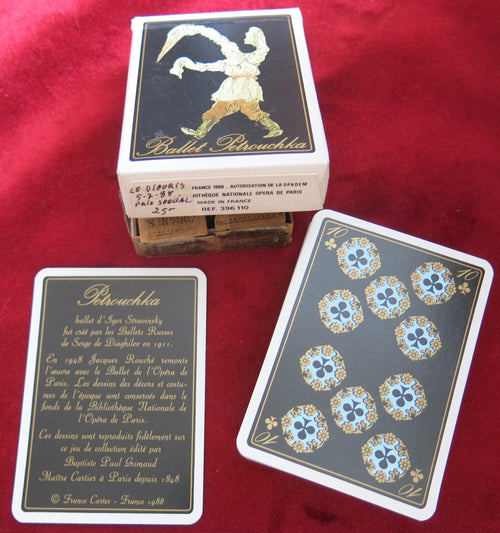 Ballet Petrouchka
LE DIOURIS
5-7-88.
PRIX SPECIAL
25-
FRANCE 1988. AUTORISATION DE LA SPADEM
BIBLIOTHÈQUE NATIONALE OPERA DE PARIS
MADE IN FRANCE
REF. 396.110
Petrouchka
ballet d'Igor Stravinsky
fut créé par les Ballets Russes
de Serge de Diaghilev en 1911.
En 1948 Jacques Rouché remonte
l'œuvre avec le Ballet de l'Opéra de
Paris. Les dessins des décors et costu-
mes de l'époque sont conservés dans le
fonds de la Bibliothèque Nationale de
l'Opéra de Paris.
Ces dessins sont reproduits fidèlement sur
ce jeu de collection édité par
Baptiste Paul Grimaud
Maître Cartier à Paris depuis 1848
© France Cartes - France 1988
10
10
10
10